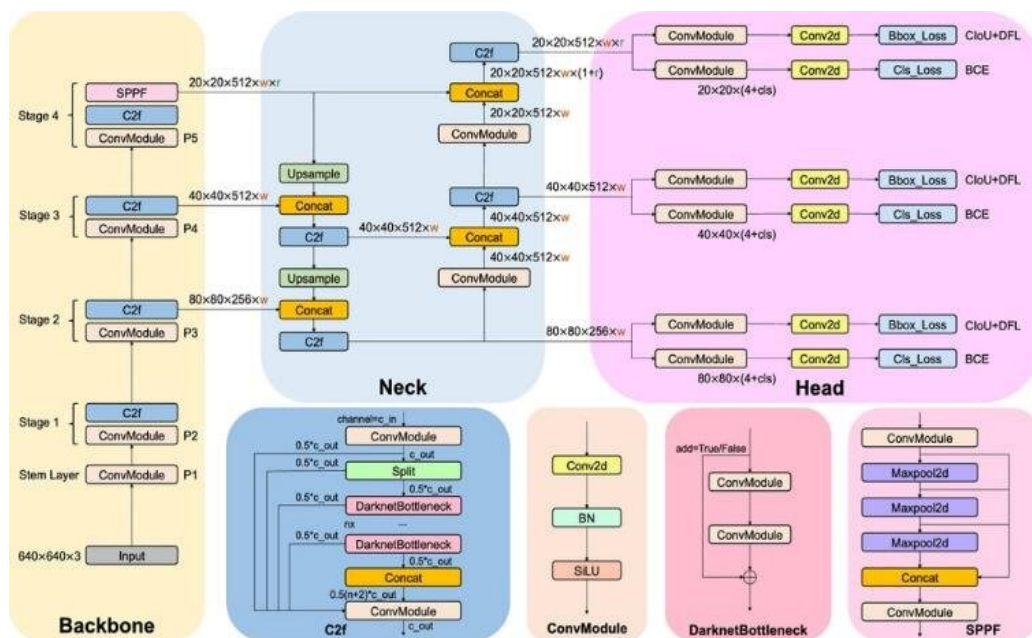 20×20×512×w×r
ConvModule
Conv2d
Bbox_Loss
CIoU+DFL
C2f
20×20×512×w×(1+r)
ConvModule
Conv2d
Cls_Loss
BCE
20×20×(4+cls)
SPPF
20×20×512×w×r
Concat
Stage 4
C2f
20×20×512×w
ConvModule
P5
ConvModule
Upsample
40×40×512×w
ConvModule
Conv2d
Bbox_Loss
CIoU+DFL
Stage 3
C2f
40×40×512×w
Concat
C2f
40×40×512×w
ConvModule
Conv2d
Cls_Loss
BCE
40×40×(4+cls)
ConvModule
P4
C2f
40×40×512×w
Concat
40×40×512×w
Upsample
ConvModule
Stage 2
C2f
80×80×256×w
Concat
ConvModule
P3
C2f
80×80×256×w
ConvModule
Conv2d
Bbox_Loss
CIoU+DFL
ConvModule
Conv2d
Cls_Loss
BCE
80×80×(4+cls)
Neck
Head
Stage 1
C2f
ConvModule
P2
Stem Layer
ConvModule
P1
640×640×3
Input
Backbone
channel=c_in
ConvModule
0.5*c_out
c_out
0.5*c_out
Split
0.5*c_out
DarknetBottleneck
nx
...
0.5*c_out
DarknetBottleneck
0.5*c_out
Concat
0.5(n+2)*c_out
ConvModule
C2f
c_out
Conv2d
BN
SiLU
ConvModule
add=True/False
ConvModule
ConvModule
DarknetBottleneck
ConvModule
Maxpool2d
Maxpool2d
Maxpool2d
Concat
ConvModule
SPPF